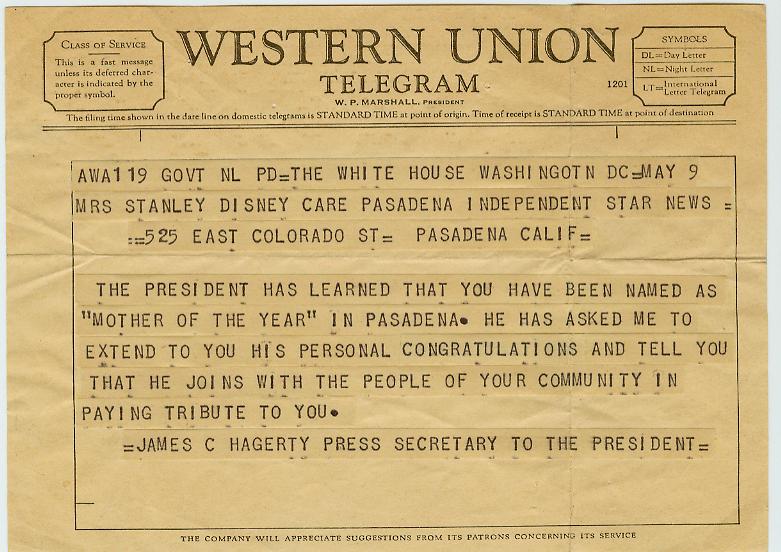 CLASS OF SERVICE
This is a fast message
unless its deferred char-
acter is indicated by the
proper symbol.
WESTERN UNION
TELEGRAM
W. P. MARSHALL, PRESIDENT
1201
SYMBOLS
DL=Day Letter
NL=Night Letter
LT=International Letter Telegram
The filing time shown in the date line on domestic telegrams is STANDARD TIME at point of origin. Time of receipt is STANDARD TIME at point of destination
AWA119 GOVT NL PD=THE WHITE HOUSE WASHINGOTN DC=MAY 9
MRS STANLEY DISNEY CARE PASADENA INDEPENDENT STAR NEWS =
:=525 EAST COLORADO ST= PASADENA CALIF=
THE PRESIDENT HAS LEARNED THAT YOU HAVE BEEN NAMED AS
"MOTHER OF THE YEAR" IN PASADENA. HE HAS ASKED ME TO
EXTEND TO YOU HIS PERSONAL CONGRATULATIONS AND TELL YOU
THAT HE JOINS WITH THE PEOPLE OF YOUR COMMUNITY IN
PAYING TRIBUTE TO YOU.
=JAMES C HAGERTY PRESS SECRETARY TO THE PRESIDENT=
THE COMPANY WILL APPRECIATE SUGGESTIONS FROM ITS PATRONS CONCERNING ITS SERVICE